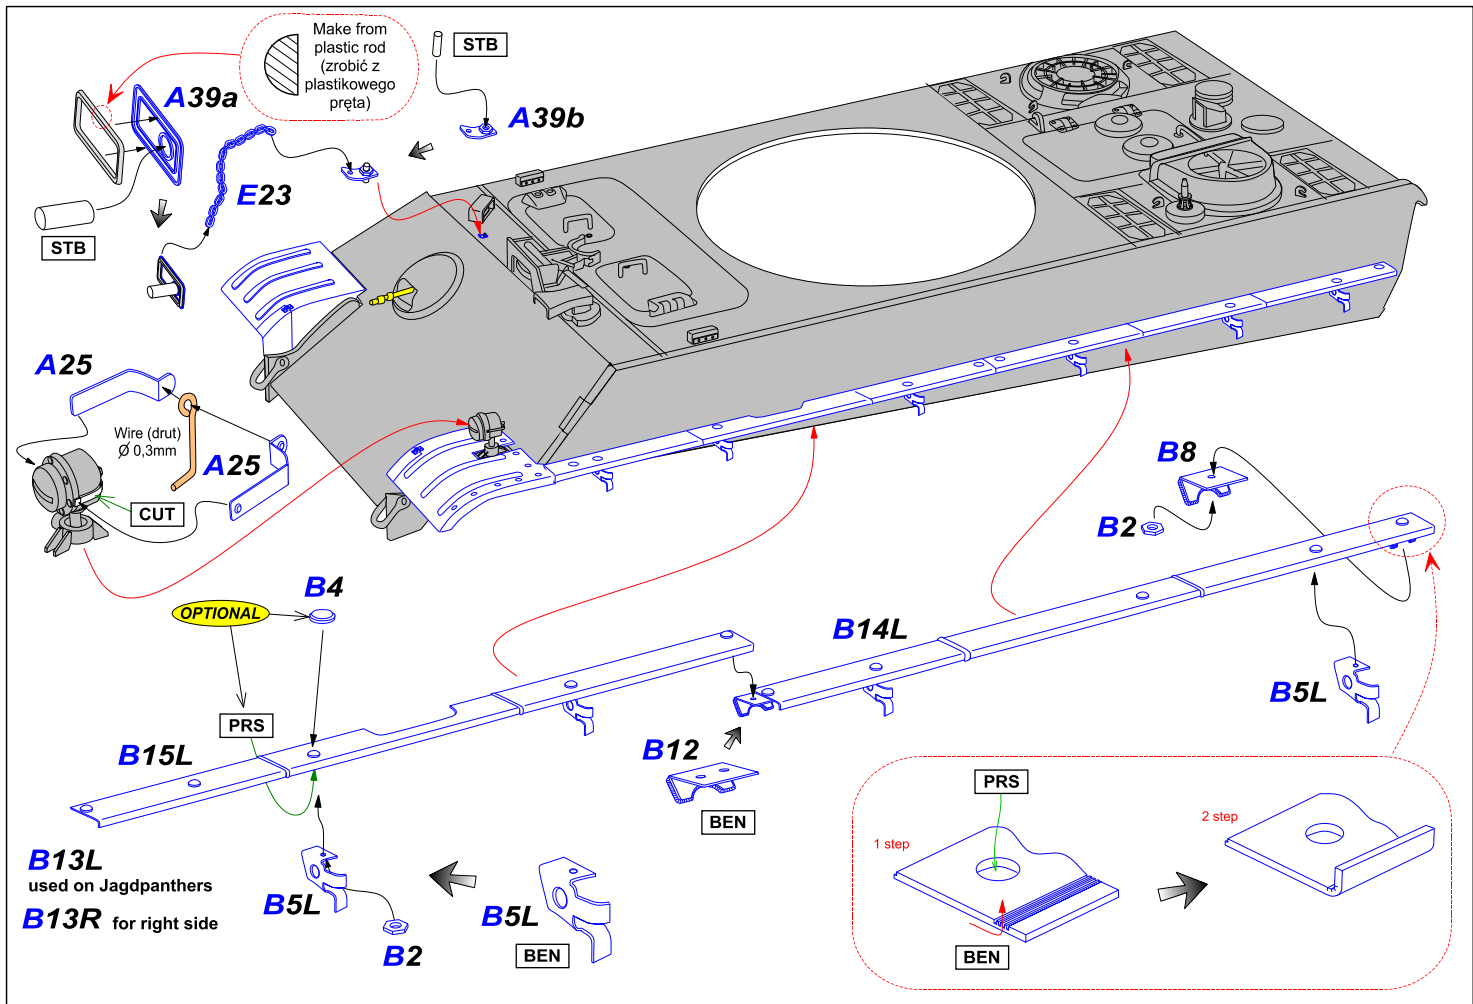 Make from
plastic rod
(zrobić z
plastikowego
pręta)
STB
A39a
A39b
E23
STB
A25
Wire (drut)
Ø 0,3mm
A25
CUT
B8
B2
B4
OPTIONAL
B14L
PRS
B5L
B15L
B12
BEN
PRS
2 step
1 step
B13L
used on Jagdpanthers
B5L
B5L
B13R for right side
B2
BEN
BEN